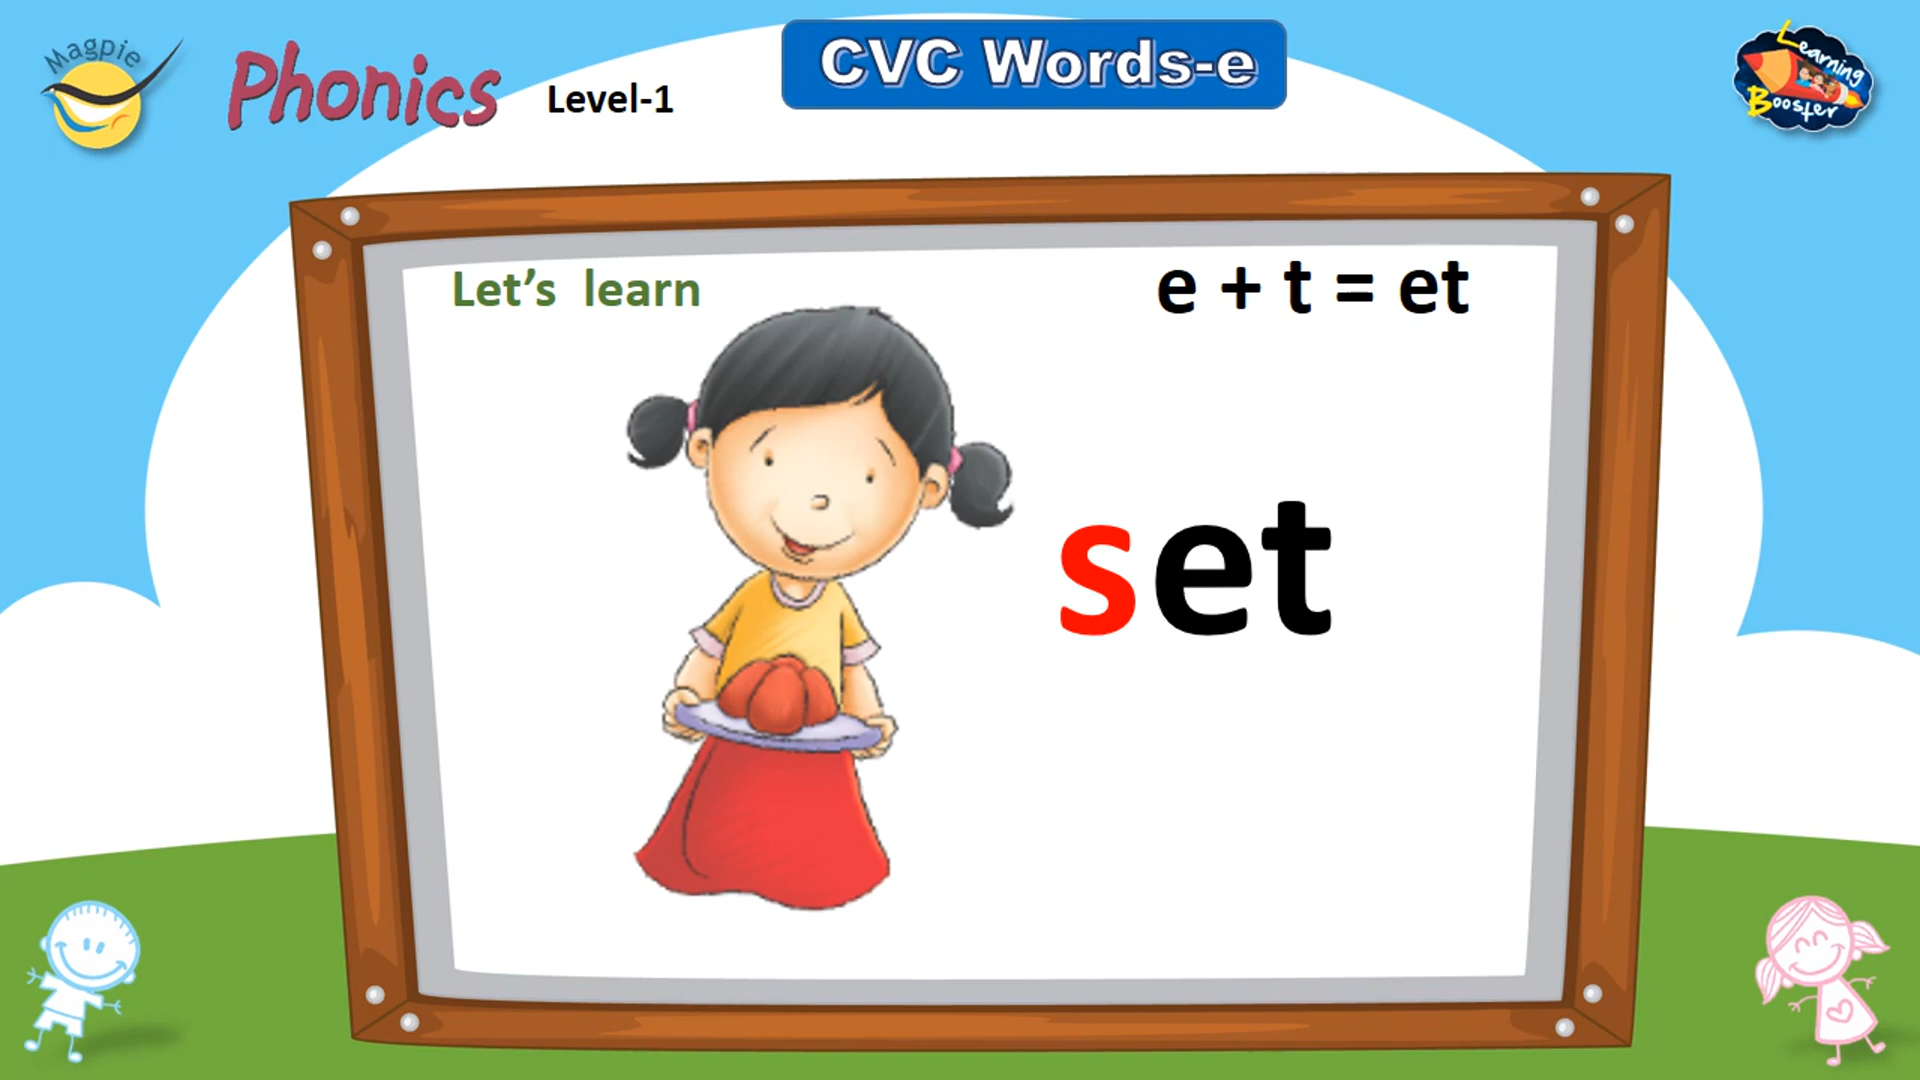 Magpie
Phonics
Level-1
CVC Words-e
Learning
Booster
Let's learn
e + t = et
set